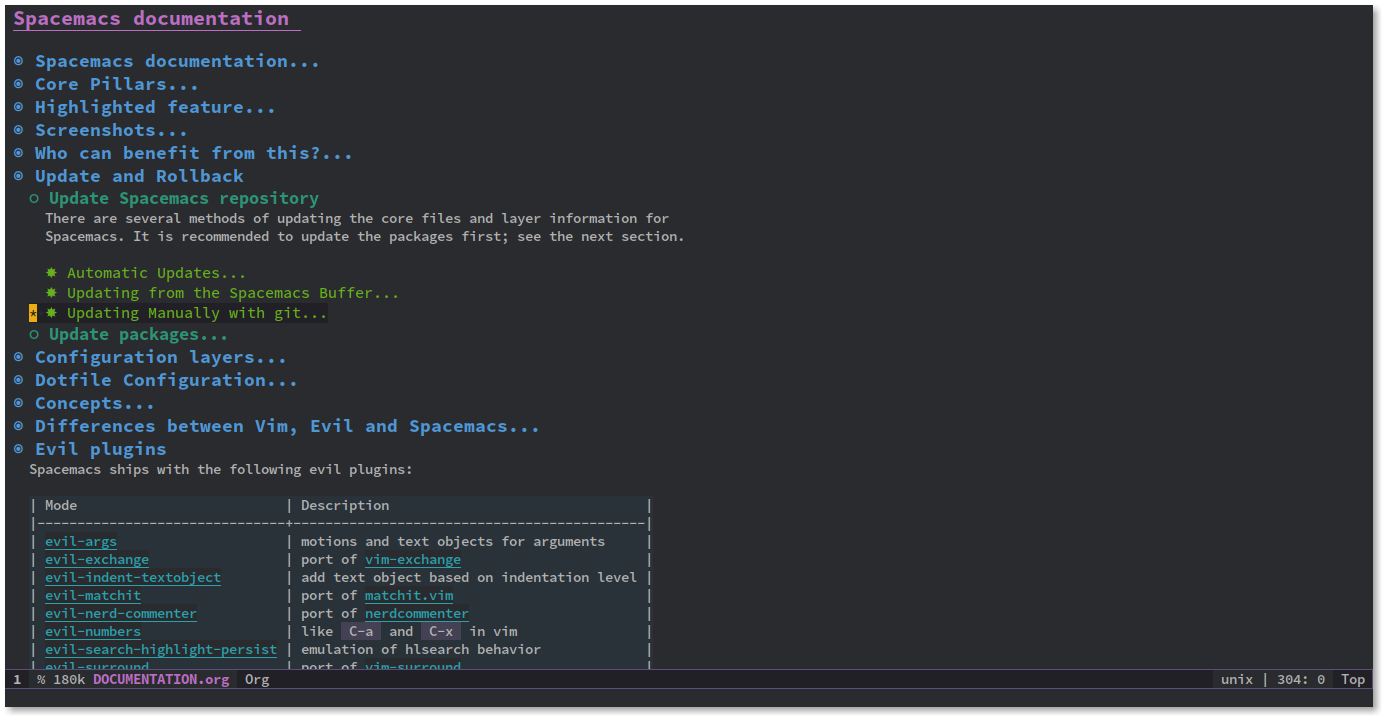 Spacemacs documentation
Spacemacs documentation...
Core Pillars...
Highlighted feature...
Screenshots...
Who can benefit from this?...
Update and Rollback
Update Spacemacs repository
There are several methods of updating the core files and layer information for
Spacemacs. It is recommended to update the packages first; see the next section.
Automatic Updates...
Updating from the Spacemacs Buffer...
* Updating Manually with git...
Update packages...
Configuration layers...
Dotfile Configuration...
Concepts...
Differences between Vim, Evil and Spacemacs...
Evil plugins
Spacemacs ships with the following evil plugins:
| Mode | Description |
|-------------------------------+--------------------------------------------|
| evil-args | motions and text objects for arguments |
| evil-exchange | port of vim-exchange |
| evil-indent-textobject | add text object based on indentation level |
| evil-matchit | port of matchit.vim |
| evil-nerd-commenter | port of nerdcommenter |
| evil-numbers | like C-a and C-x in vim |
| evil-search-highlight-persist | emulation of hlsearch behavior |
| evil-surround | port of vim-surround |
1 % 180k DOCUMENTATION.org Org unix | 304: 0 Top